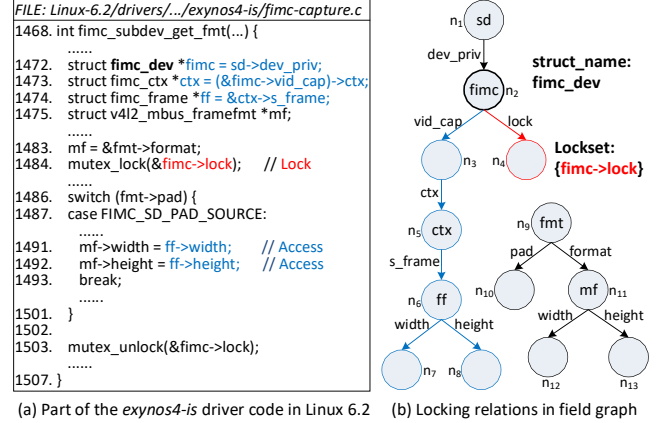 FILE: Linux-6.2/drivers/.../exynos4-is/fimc-capture.c
1468. int fimc_subdev_get_fmt(...) {
......
1472. struct fimc_dev *fimc = sd->dev_priv;
1473. struct fimc_ctx *ctx = (&fimc->vid_cap)->ctx;
1474. struct fimc_frame *ff = &ctx->s_frame;
1475. struct v4l2_mbus_framefmt *mf;
......
1483. mf = &fmt->format;
1484. mutex_lock(&fimc->lock); // Lock
......
1486. switch (fmt->pad) {
1487. case FIMC_SD_PAD_SOURCE:
......
1491. mf->width = ff->width; // Access
1492. mf->height = ff->height; // Access
1493. break;
......
1501. }
1502.
1503. mutex_unlock(&fimc->lock);
......
1507. }
(a) Part of the exynos4-is driver code in Linux 6.2
n1 sd
dev_priv
fimc n2
struct_name:
fimc_dev
vid_cap lock
n3 n4
Lockset:
{fimc->lock}
ctx
n5 ctx
s_frame
n6 ff
width height
n7 n8
n9 fmt
pad format
n10 mf n11
width height
n12 n13
(b) Locking relations in field graph